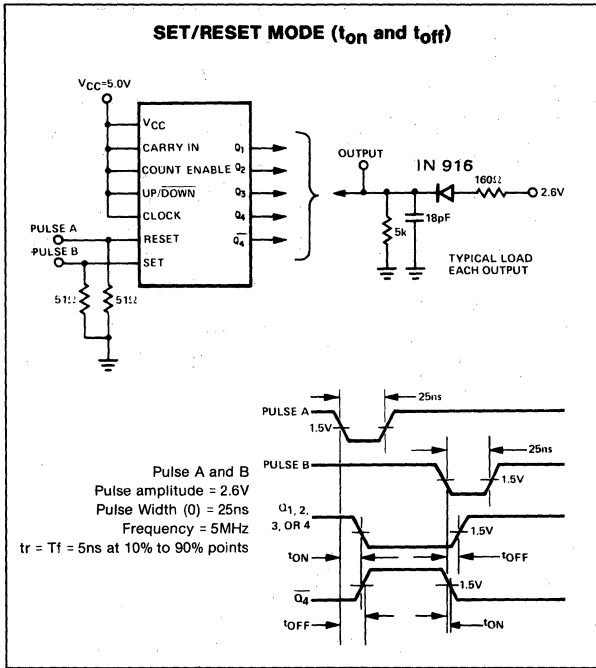 SET/RESET MODE (ton and toff)
VCC=5.0V
VCC
CARRY IN Q1
COUNT ENABLE Q2
UP/DOWN Q3
CLOCK Q4
RESET Q4
SET
PULSE A
PULSE B
51Ω 51Ω
OUTPUT
IN 916
160Ω
2.6V
5k
18pF
TYPICAL LOAD
EACH OUTPUT
Pulse A and B
Pulse amplitude = 2.6V
Pulse Width (0) = 25ns
Frequency = 5MHz
tr = Tf = 5ns at 10% to 90% points
PULSE A
1.5V
25ns
PULSE B
25ns
1.5V
Q1, 2,
3, OR 4
1.5V
tON
tOFF
Q4
1.5V
tOFF
tON